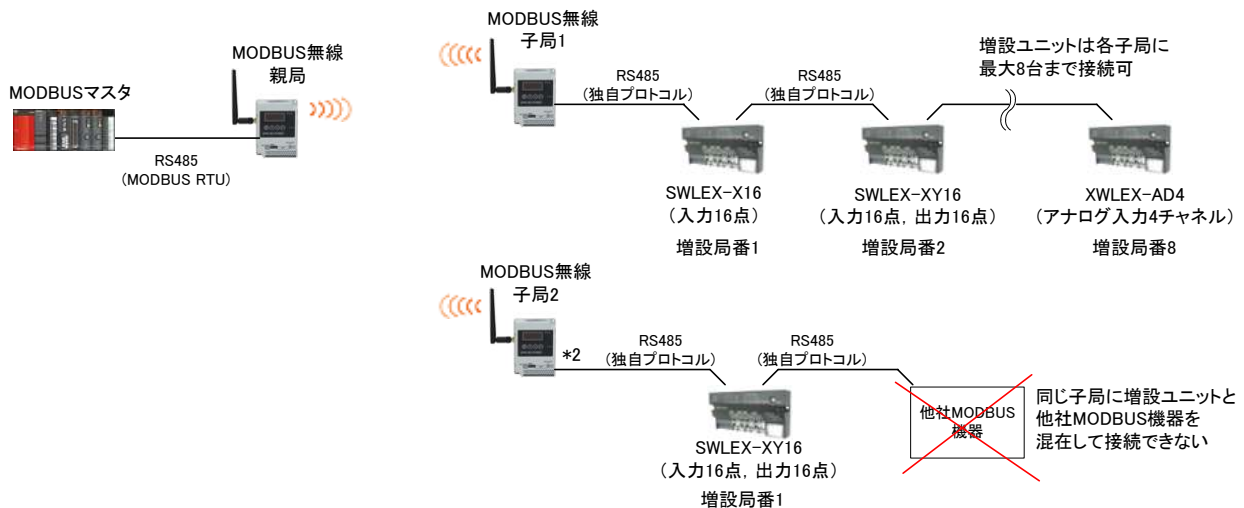 MODBUSマスタ
RS485
(MODBUS RTU)
MODBUS無線
親局
MODBUS無線
子局1
RS485
(独自プロトコル)
RS485
(独自プロトコル)
増設ユニットは各子局に
最大8台まで接続可
SWLEX-X16
(入力16点)
増設局番1
SWLEX-XY16
(入力16点, 出力16点)
増設局番2
XWLEX-AD4
(アナログ入力4チャネル)
増設局番8
MODBUS無線
子局2
*2
RS485
(独自プロトコル)
RS485
(独自プロトコル)
SWLEX-XY16
(入力16点, 出力16点)
増設局番1
他社MODBUS
機器
同じ子局に増設ユニットと
他社MODBUS機器を
混在して接続できない